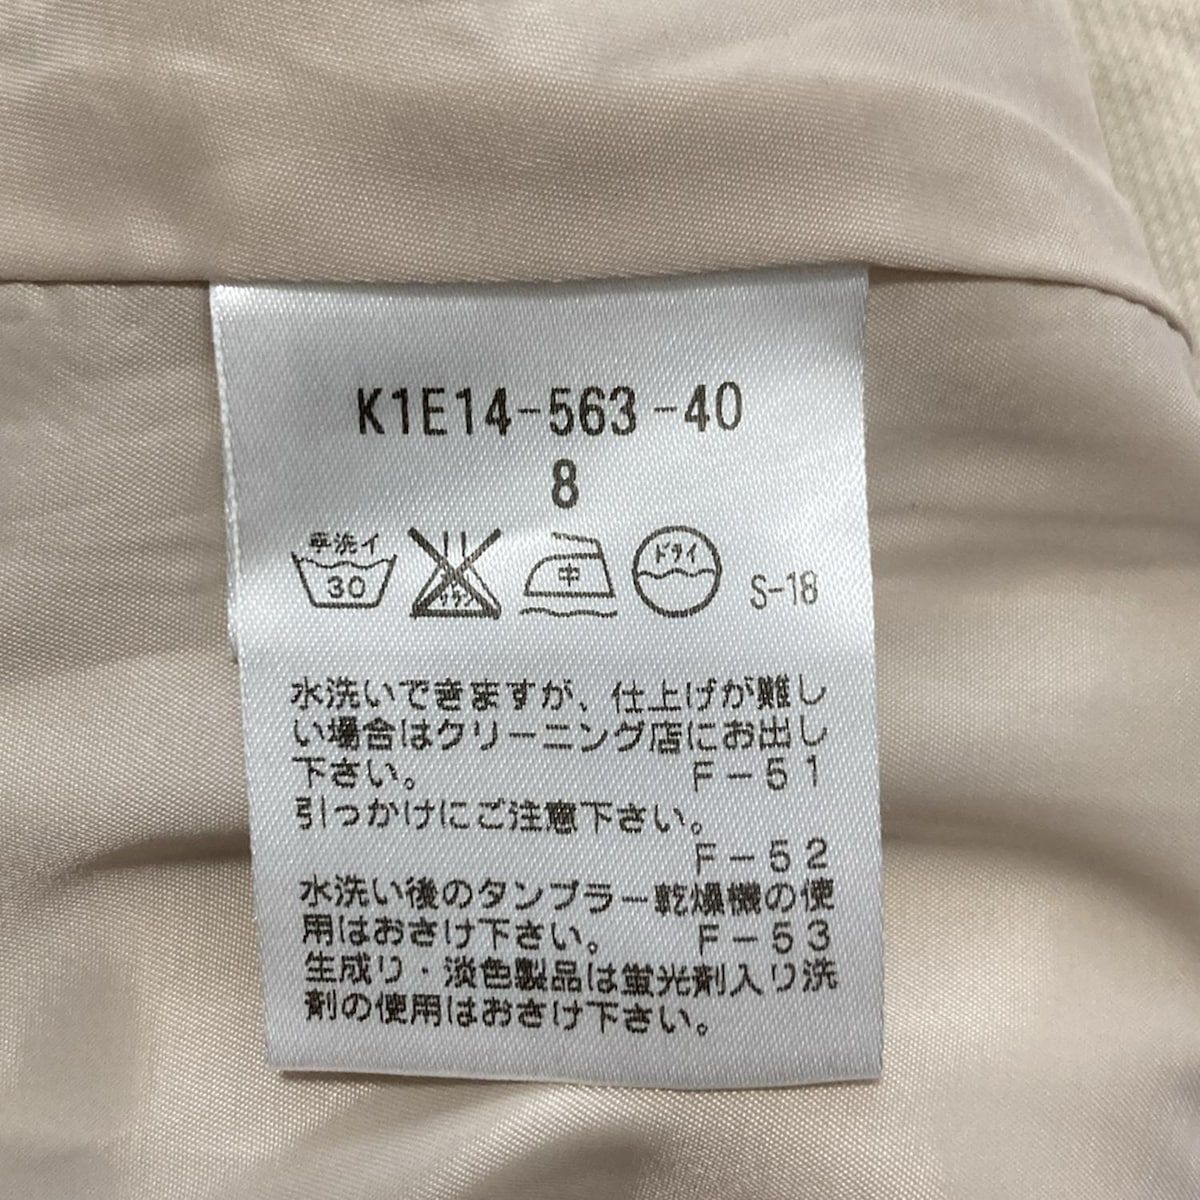 K1E14-563-40
8
手洗イ
30
中
ドライ
S-18
水洗いできますが、仕上げが難し
い場合はクリーニング店にお出し
下さい。 F-51
引っかけにご注意下さい。
F-52
水洗い後のタンブラー乾燥機の使
用はおさけ下さい。 F-53
生成り・淡色製品は蛍光剤入り洗
剤の使用はおさけ下さい。